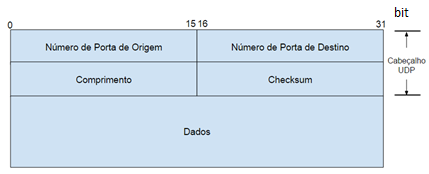 0 15 16 31 bit
Número de Porta de Origem Número de Porta de Destino
Cabeçalho
UDP
Comprimento Checksum
Dados